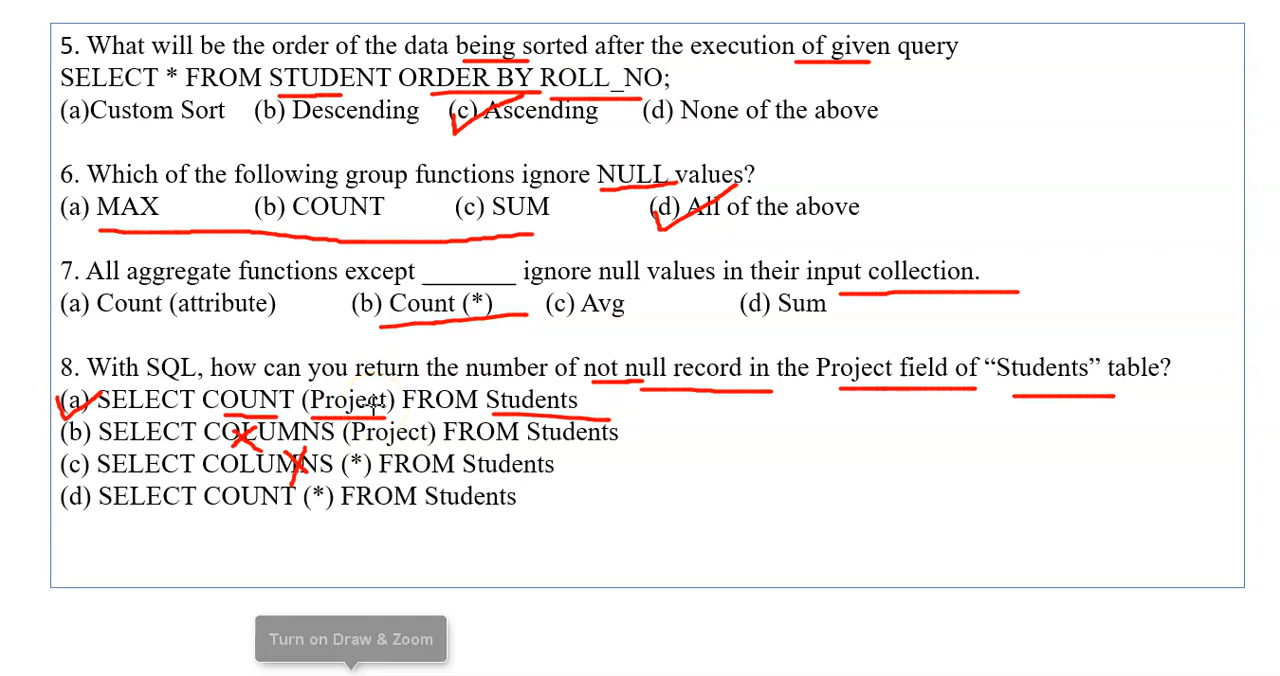 5. What will be the order of the data being sorted after the execution of given query
SELECT * FROM STUDENT ORDER BY ROLL_NO;
(a)Custom Sort (b) Descending (c) Ascending (d) None of the above
6. Which of the following group functions ignore NULL values?
(a) MAX (b) COUNT (c) SUM (d) All of the above
7. All aggregate functions except _______ ignore null values in their input collection.
(a) Count (attribute) (b) Count (*) (c) Avg (d) Sum
8. With SQL, how can you return the number of not null record in the Project field of “Students” table?
(a) SELECT COUNT (Project) FROM Students
(b) SELECT COLUMNS (Project) FROM Students
(c) SELECT COLUMNS (*) FROM Students
(d) SELECT COUNT (*) FROM Students
Turn on Draw & Zoom